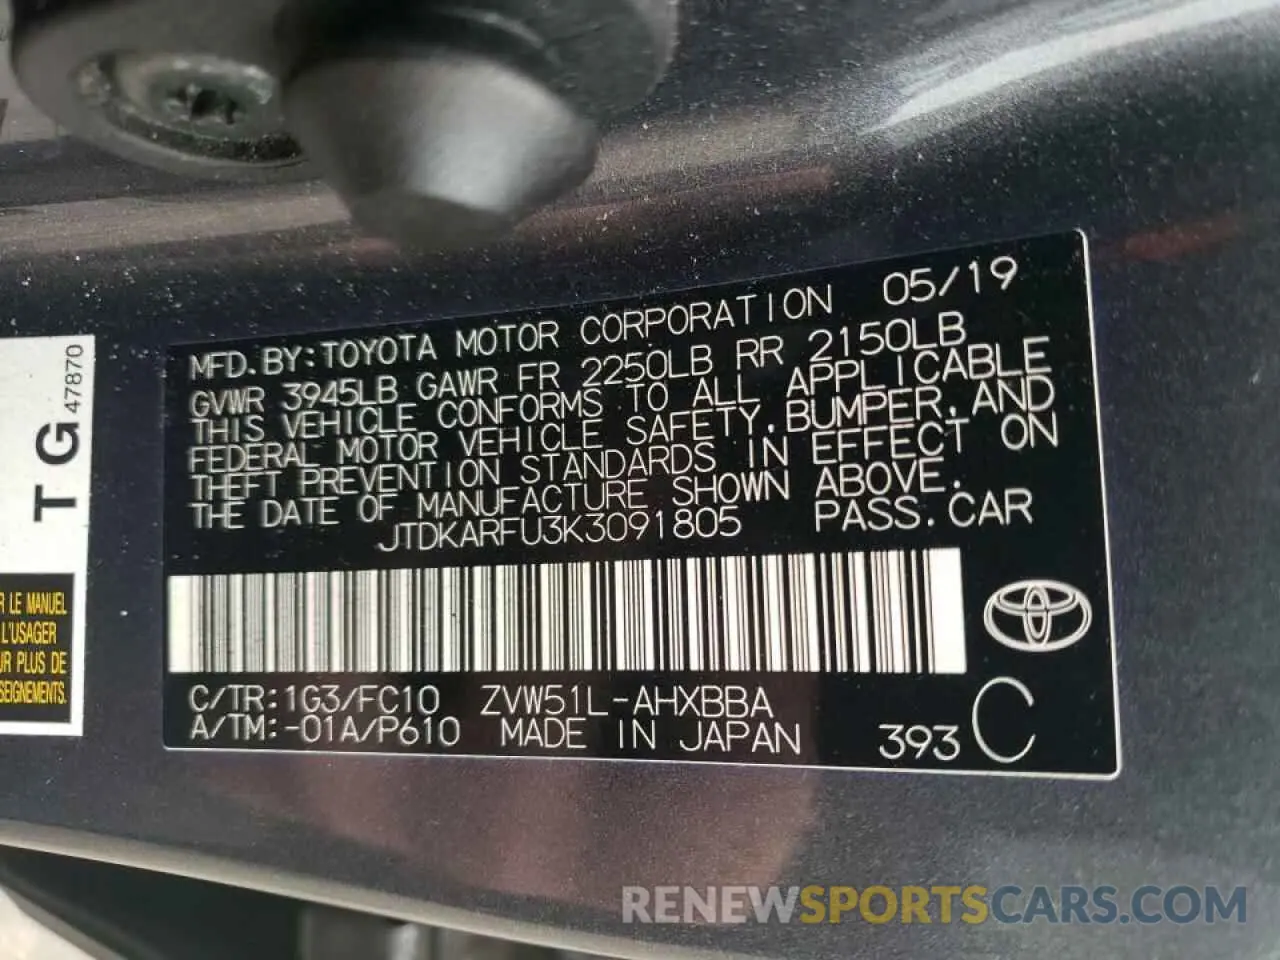 MFD.BY:TOYOTA MOTOR CORPORATION 05/19
GVWR 3945LB GAWR FR 2250LB RR 2150LB
THIS VEHICLE CONFORMS TO ALL APPLICABLE
FEDERAL MOTOR VEHICLE SAFETY,BUMPER,AND
THEFT PREVENTION STANDARDS IN EFFECT ON
THE DATE OF MANUFACTURE SHOWN ABOVE.
JTDKARFU3K3091805 PASS.CAR
C/TR:1G3/FC10 ZVW51L-AHXBBA
A/TM:-01A/P610 MADE IN JAPAN 393 C
TG 47870
R LE MANUEL
L'USAGER
UR PLUS DE
SEIGNEMENTS.
RENEWSPORTSCARS.COM